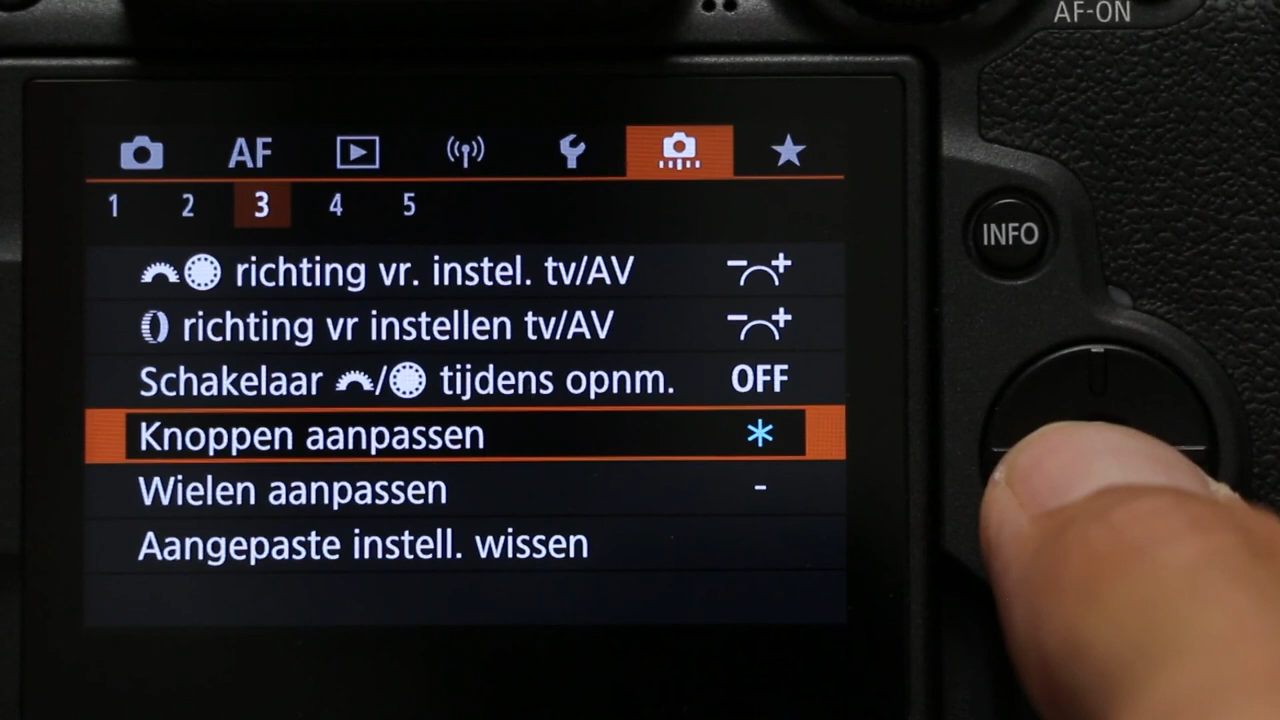 AF-ON
AF
1 2 3 4 5
INFO
richting vr. instel. tv/AV - +
richting vr instellen tv/AV - +
Schakelaar / tijdens opnm. OFF
Knoppen aanpassen *
Wielen aanpassen -
Aangepaste instell. wissen